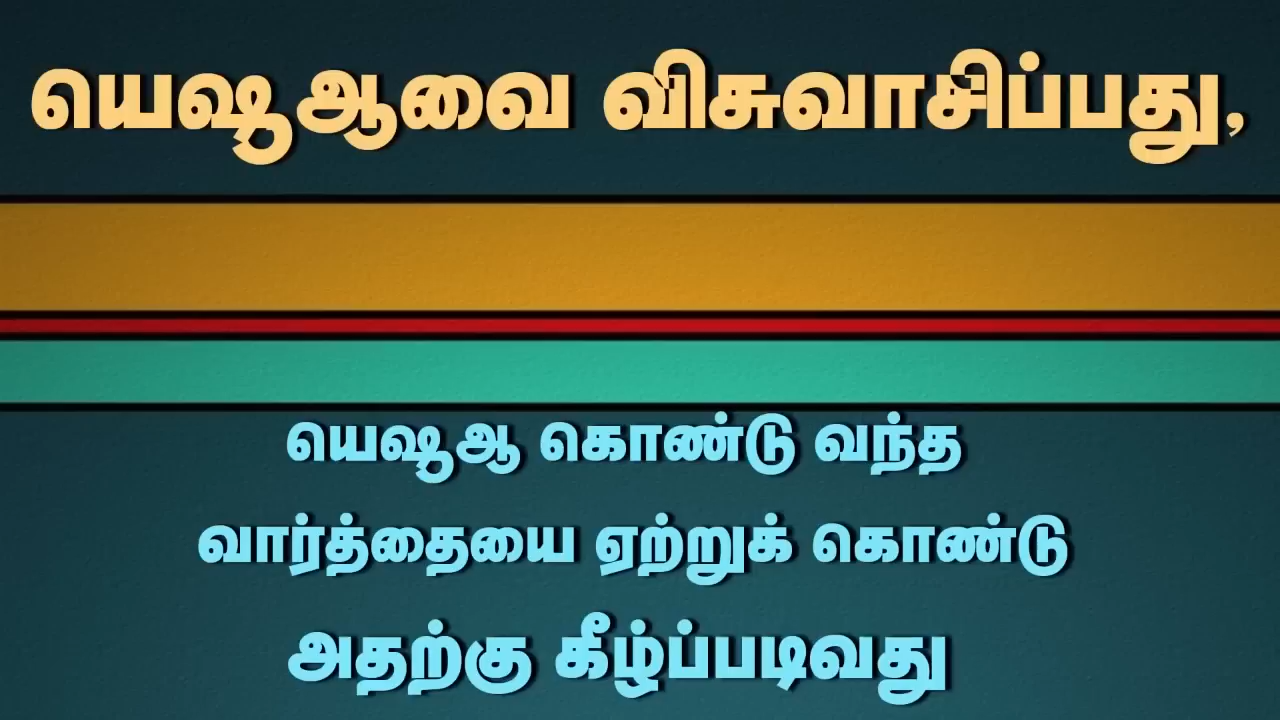 யெஷுஆவை விசுவாசிப்பது,
யெஷுஆ கொண்டு வந்த
வார்த்தையை ஏற்றுக் கொண்டு
அதற்கு கீழ்ப்படிவது